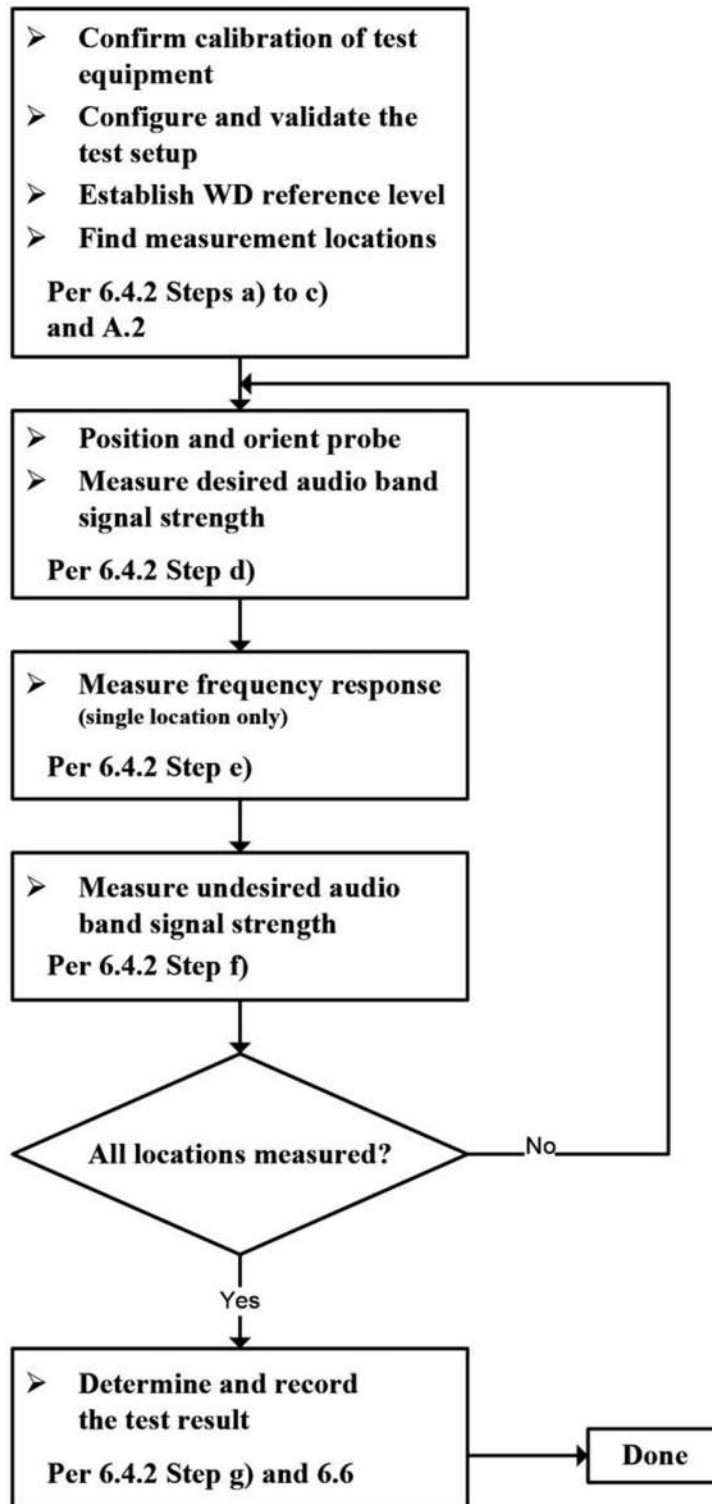 ➢ Confirm calibration of test
equipment
➢ Configure and validate the
test setup
➢ Establish WD reference level
➢ Find measurement locations
Per 6.4.2 Steps a) to c)
and A.2
➢ Position and orient probe
➢ Measure desired audio band
signal strength
Per 6.4.2 Step d)
➢ Measure frequency response
(single location only)
Per 6.4.2 Step e)
➢ Measure undesired audio
band signal strength
Per 6.4.2 Step f)
All locations measured?
No
Yes
➢ Determine and record
the test result
Per 6.4.2 Step g) and 6.6
Done